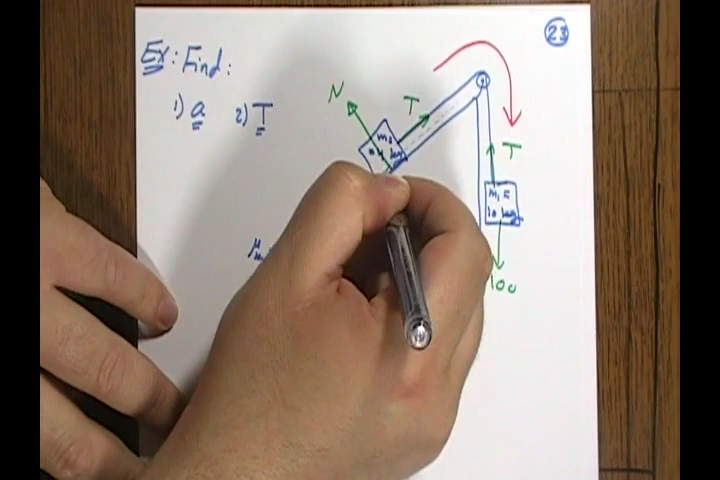 23
Ex: Find:
1) a 2) T
N
T
T
m₁ =
10 kg
100